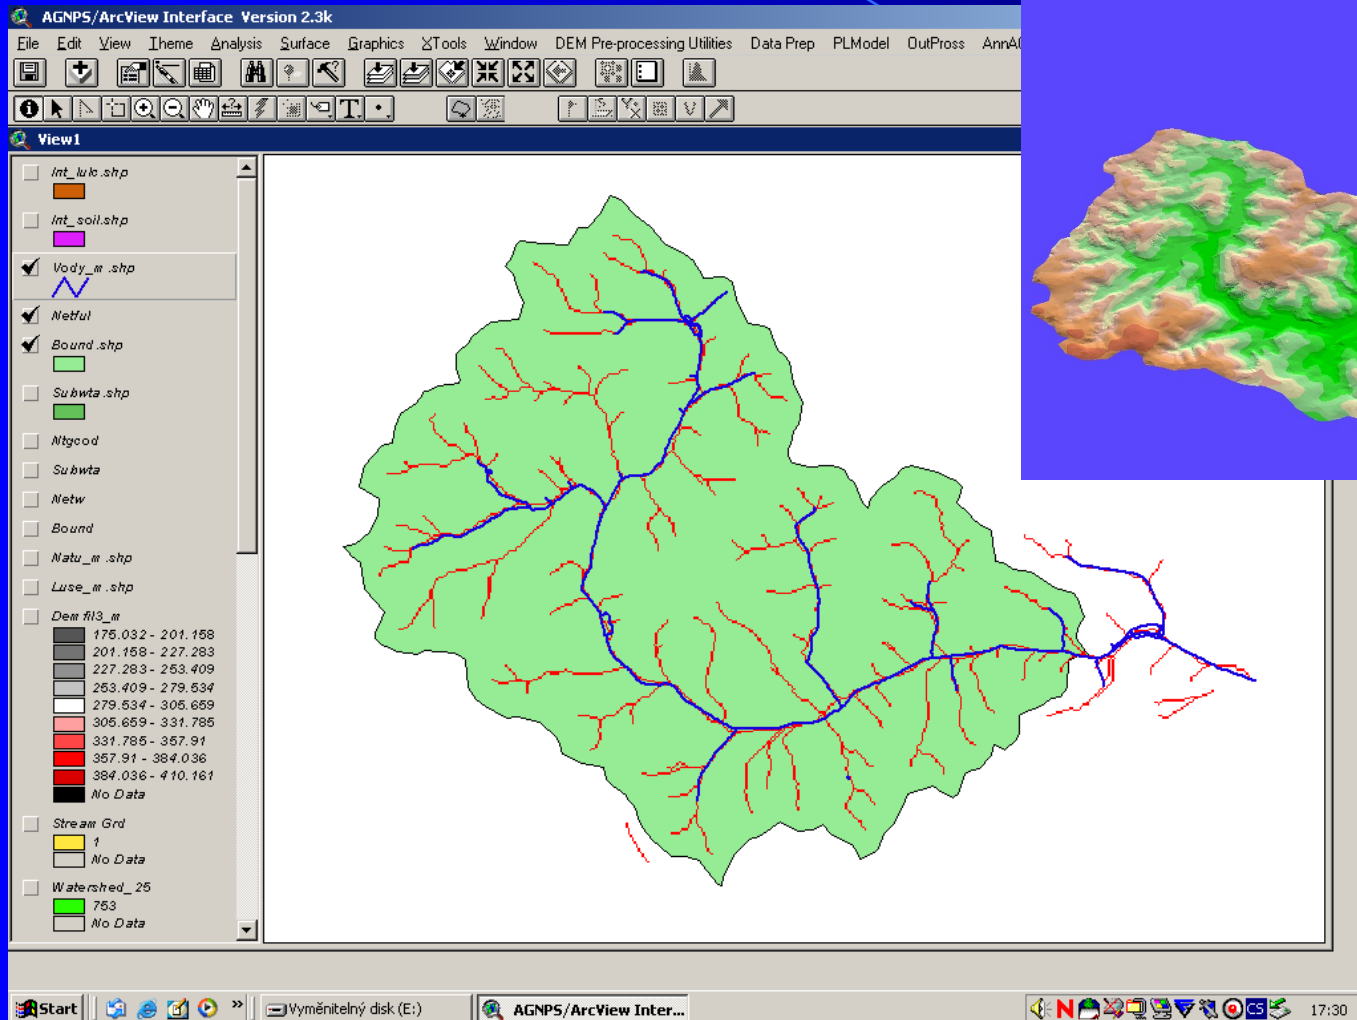 AGNPS/ArcView Interface Version 2.3k
File Edit View Theme Analysis Surface Graphics XTools Window DEM Pre-processing Utilities Data Prep PLModel OutPross
View1
Int_lulc.shp
Int_soil.shp
Vody_m .shp
Netful
Bound.shp
Subwta.shp
Ntgcod
Subwta
Netw
Bound
Natu_m .shp
Luse_m .shp
Dem fil3_m
175.032 - 201.158
201.158 - 227.283
227.283 - 253.409
253.409 - 279.534
279.534 - 305.659
305.659 - 331.785
331.785 - 357.91
357.91 - 384.036
384.036 - 410.161
No Data
Stream Grd
1
No Data
Watershed_25
753
No Data
Start » Vyměnitelný disk (E:) AGNPS/ArcView Inter... N CS 17:30